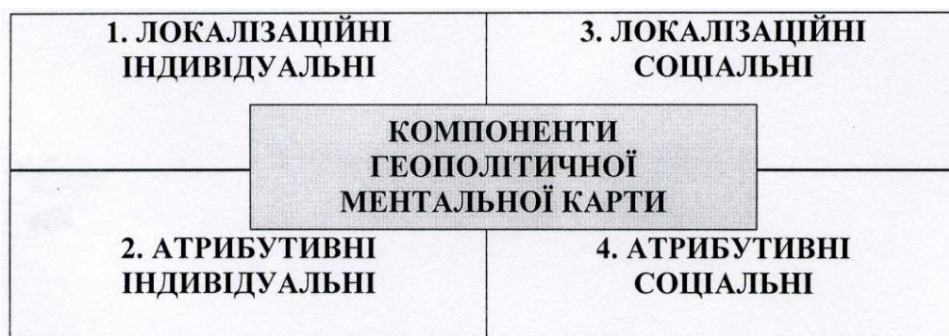 1. ЛОКАЛІЗАЦІЙНІ
ІНДИВІДУАЛЬНІ
3. ЛОКАЛІЗАЦІЙНІ
СОЦІАЛЬНІ
КОМПОНЕНТИ
ГЕОПОЛІТИЧНОЇ
МЕНТАЛЬНОЇ КАРТИ
2. АТРИБУТИВНІ
ІНДИВІДУАЛЬНІ
4. АТРИБУТИВНІ
СОЦІАЛЬНІ